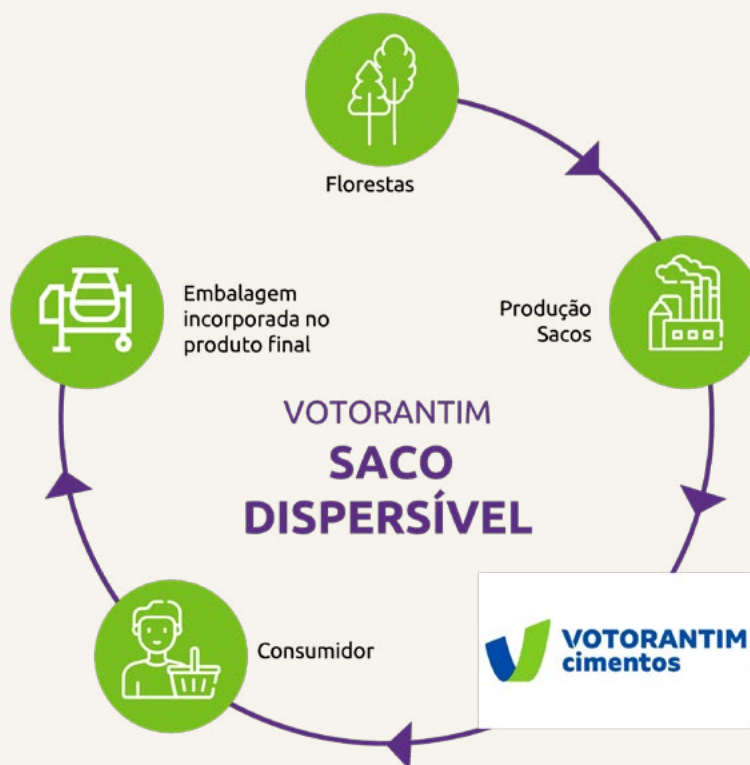 Florestas
Embalagem
incorporada no
produto final
Produção
Sacos
VOTORANTIM
SACO
DISPERSÍVEL
Consumidor
VOTORANTIM
cimentos